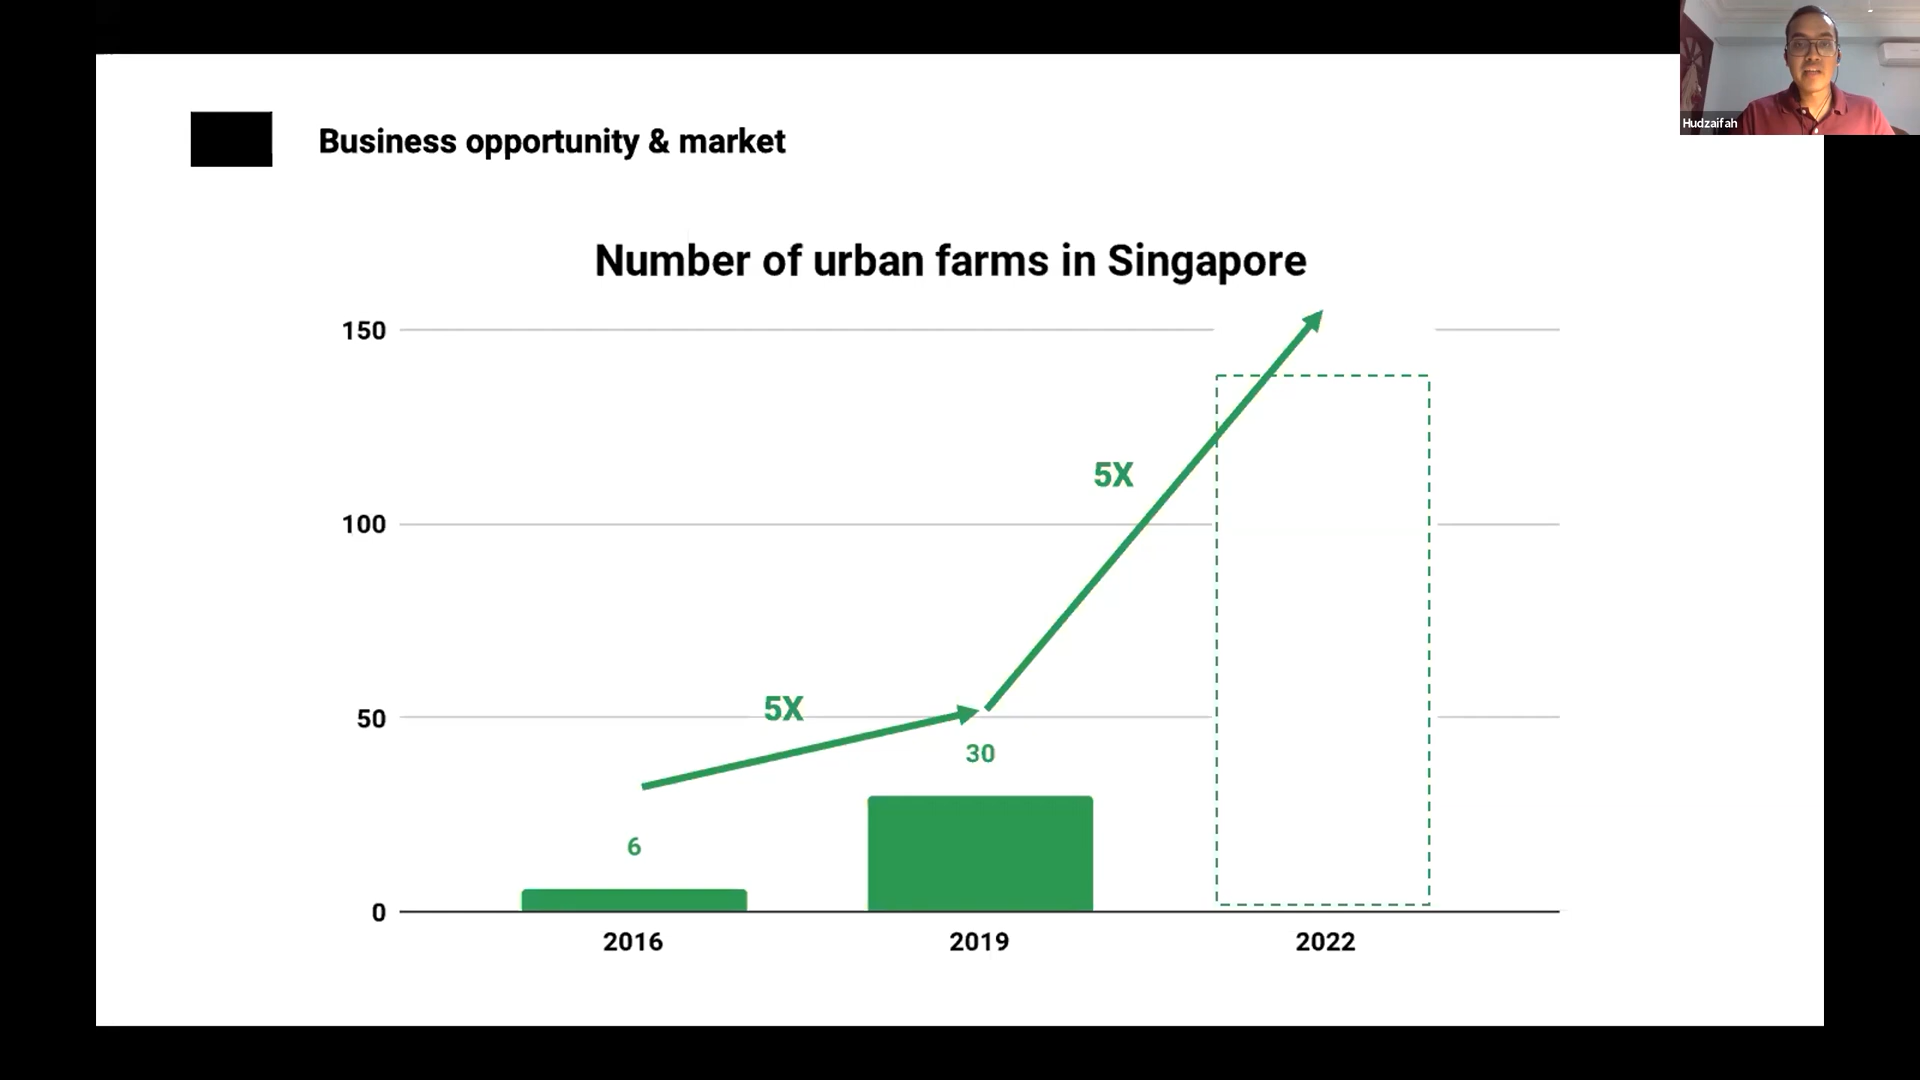 Hudzaifah
Business opportunity & market
Number of urban farms in Singapore
150
100
50
0
5X
5X
6
30
2016
2019
2022